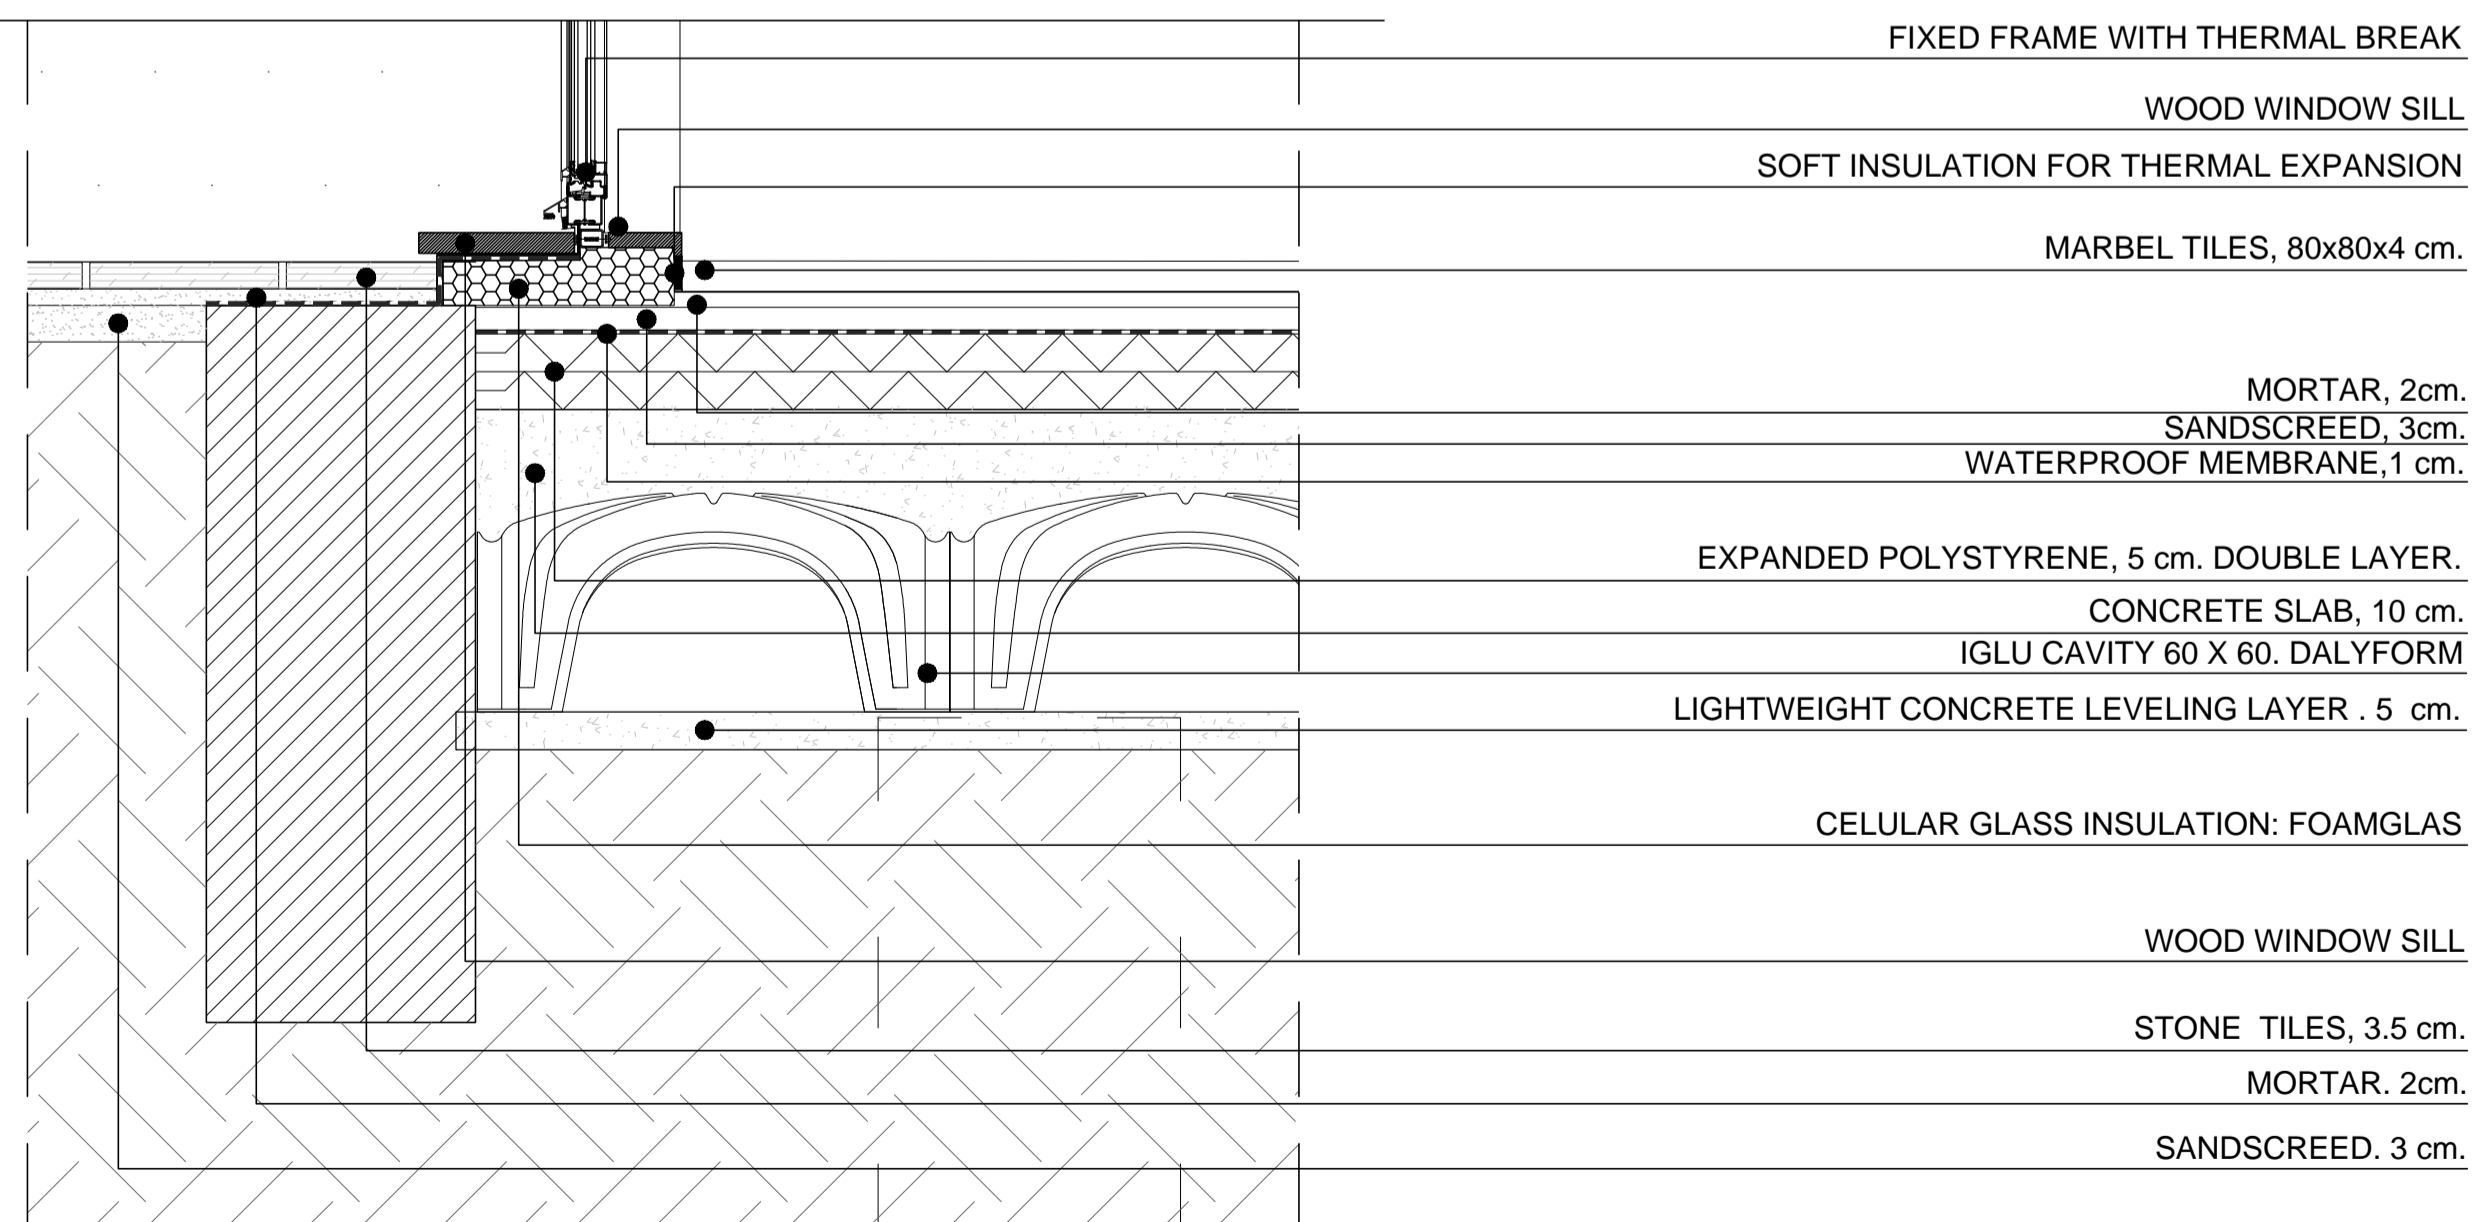 FIXED FRAME WITH THERMAL BREAK
WOOD WINDOW SILL
SOFT INSULATION FOR THERMAL EXPANSION
MARBEL TILES, 80x80x4 cm.
MORTAR, 2cm.
SANDSCREED, 3cm.
WATERPROOF MEMBRANE,1 cm.
EXPANDED POLYSTYRENE, 5 cm. DOUBLE LAYER.
CONCRETE SLAB, 10 cm.
IGLU CAVITY 60 X 60. DALYFORM
LIGHTWEIGHT CONCRETE LEVELING LAYER . 5  cm.
CELULAR GLASS INSULATION: FOAMGLAS
WOOD WINDOW SILL
STONE  TILES, 3.5 cm.
MORTAR. 2cm.
SANDSCREED. 3 cm.